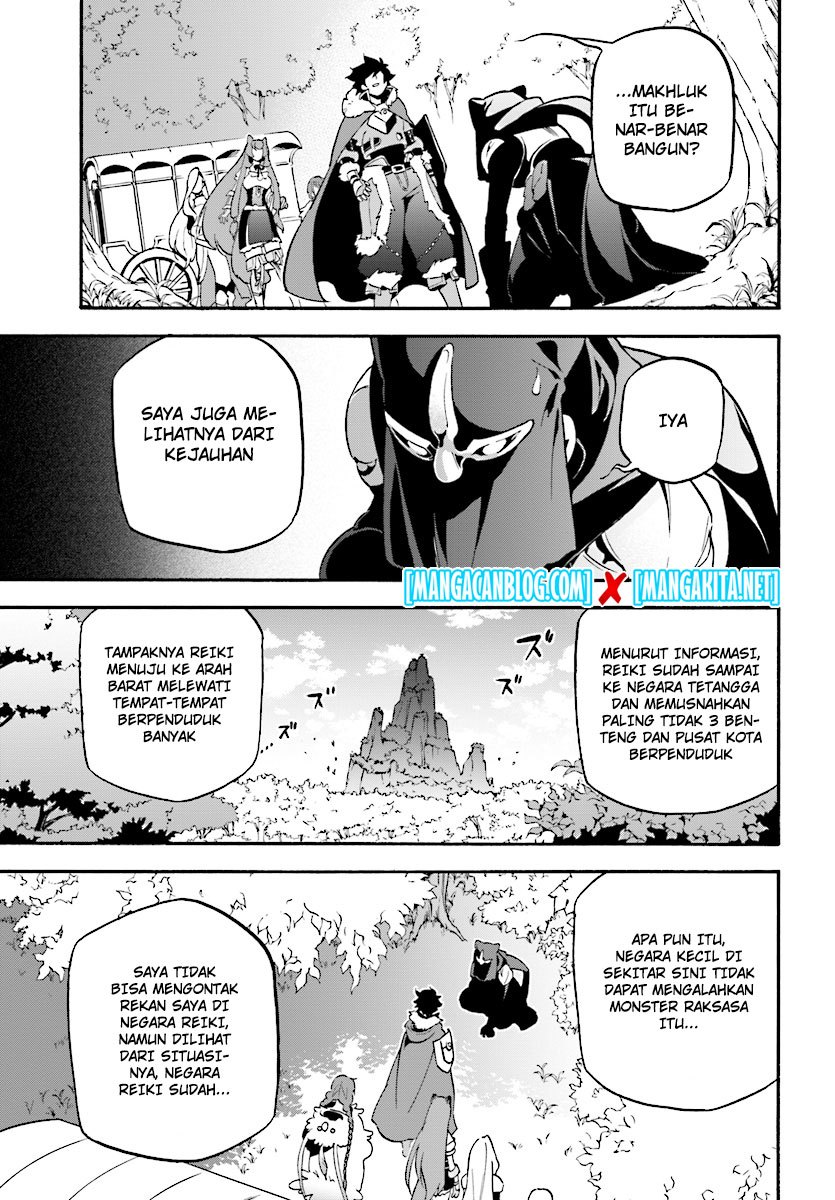 ...MAKHLUK
ITU BE-
NAR-BENAR
BANGUN?
IYA
SAYA JUGA ME-
LIHATNYA DARI
KEJAUHAN
[MANGACANBLOG.COM] X [MANGAKITA.NET]
MENURUT INFORMASI,
REIKI SUDAH SAMPAI
KE NEGARA TETANGGA
DAN MEMUSNAHKAN
PALING TIDAK 3 BEN-
TENG DAN PUSAT KOTA
BERPENDUDUK
ズズ
ズズ
TAMPAKNYA REIKI
MENUJU KE ARAH
BARAT MELEWATI
TEMPAT-TEMPAT
BERPENDUDUK
BANYAK
APA PUN ITU,
NEGARA KECIL DI
SEKITAR SINI TIDAK
DAPAT MENGALAHKAN
MONSTER RAKSASA
ITU...
SAYA TIDAK
BISA MENGONTAK
REKAN SAYA DI
NEGARA REIKI,
NAMUN DILIHAT
DARI SITUASI-
NYA, NEGARA
REIKI SUDAH...